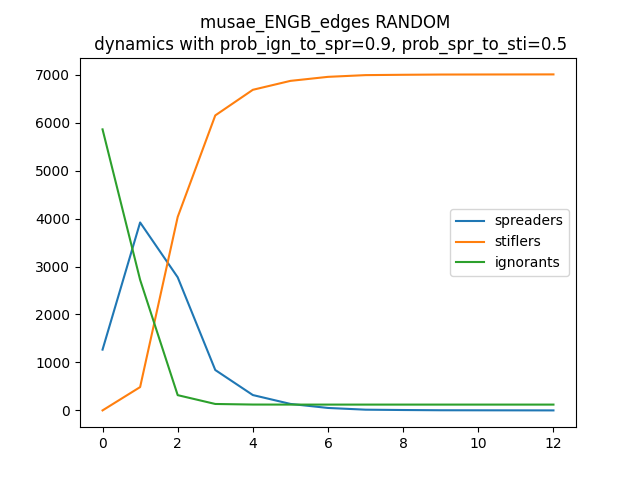 musae_ENGB_edges RANDOM
dynamics with prob_ign_to_spr=0.9, prob_spr_to_sti=0.5
7000
6000
5000
4000
3000
2000
1000
0
spreaders
stiflers
ignorants
0 2 4 6 8 10 12